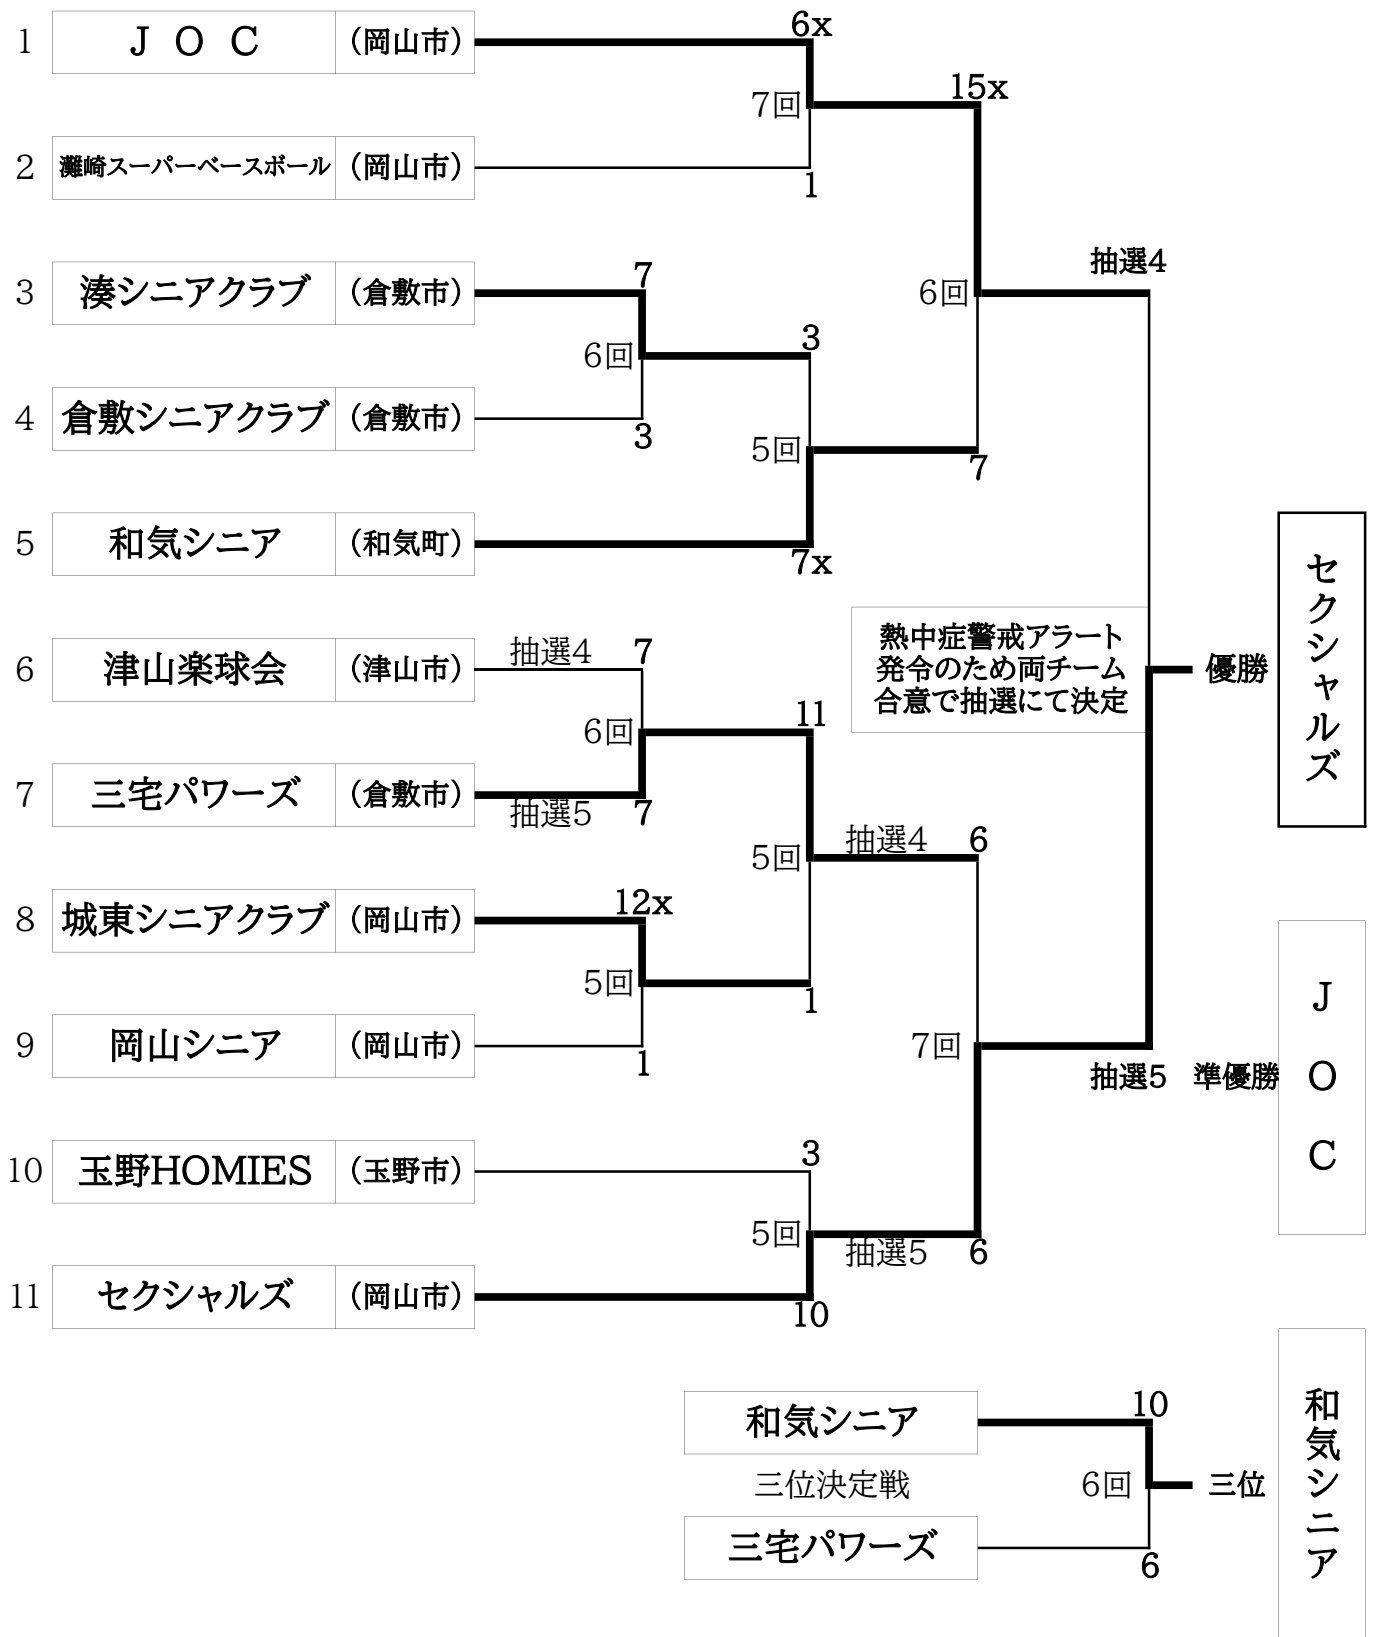 6x
1 ＪＯＣ （岡山市）
15x
7回
2 灘崎スーパーベースボール （岡山市）
1
抽選4
7
3 湊シニアクラブ （倉敷市）
6回
3
6回
4 倉敷シニアクラブ （倉敷市）
3
5回
7
5 和気シニア （和気町）
7x
セクシャルズ
熱中症警戒アラート
発令のため両チーム
合意で抽選にて決定
優勝
抽選4 7
6 津山楽球会 （津山市）
11
6回
7 三宅パワーズ （倉敷市）
抽選5 7
抽選4 6
5回
12x
8 城東シニアクラブ （岡山市）
5回
1
9 岡山シニア （岡山市）
1
7回
抽選5 準優勝
ＪＯＣ
3
10 玉野HOMIES （玉野市）
5回
抽選5 6
11 セクシャルズ （岡山市）
10
10
和気シニア
三位決定戦 6回 三位
和気シニア
三宅パワーズ
6